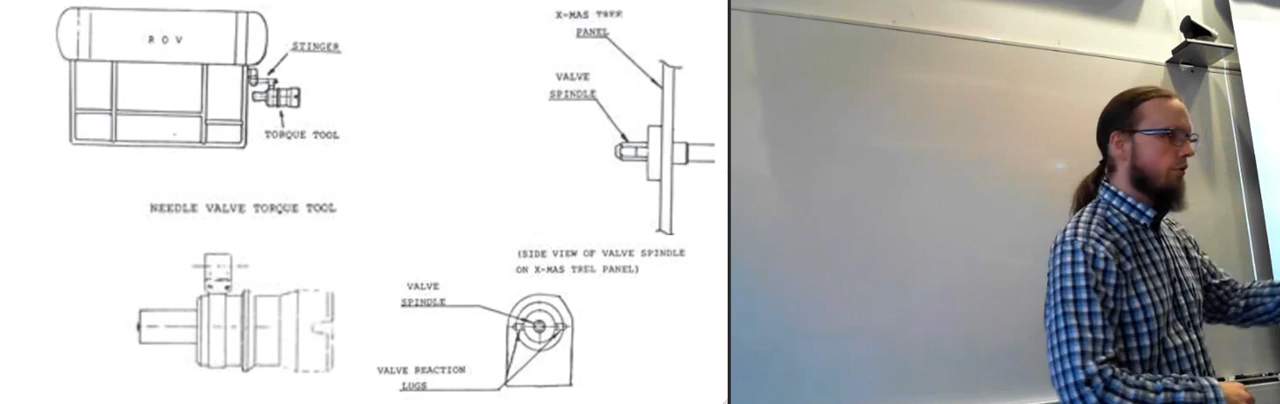 ROV
STINGER
TORQUE TOOL
X-MAS TREE
PANEL
VALVE
SPINDLE
NEEDLE VALVE TORQUE TOOL
(SIDE VIEW OF VALVE SPINDLE
ON X-MAS TREL PANEL)
VALVE
SPINDLE
VALVE REACTION
LUGS